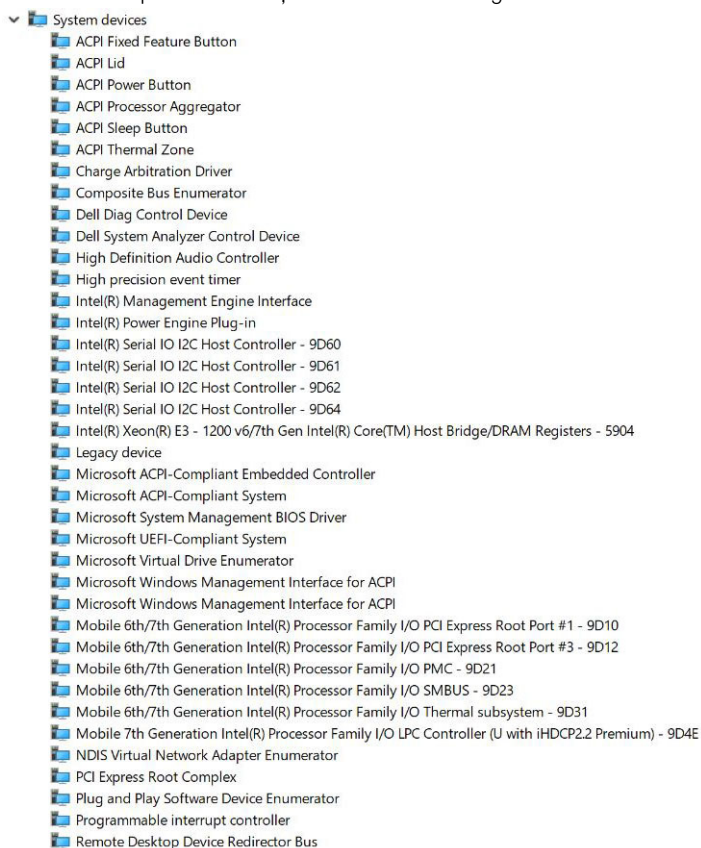 System devices
ACPI Fixed Feature Button
ACPI Lid
ACPI Power Button
ACPI Processor Aggregator
ACPI Sleep Button
ACPI Thermal Zone
Charge Arbitration Driver
Composite Bus Enumerator
Dell Diag Control Device
Dell System Analyzer Control Device
High Definition Audio Controller
High precision event timer
Intel(R) Management Engine Interface
Intel(R) Power Engine Plug-in
Intel(R) Serial IO I2C Host Controller - 9D60
Intel(R) Serial IO I2C Host Controller - 9D61
Intel(R) Serial IO I2C Host Controller - 9D62
Intel(R) Serial IO I2C Host Controller - 9D64
Intel(R) Xeon(R) E3 - 1200 v6/7th Gen Intel(R) Core(TM) Host Bridge/DRAM Registers - 5904
Legacy device
Microsoft ACPI-Compliant Embedded Controller
Microsoft ACPI-Compliant System
Microsoft System Management BIOS Driver
Microsoft UEFI-Compliant System
Microsoft Virtual Drive Enumerator
Microsoft Windows Management Interface for ACPI
Microsoft Windows Management Interface for ACPI
Mobile 6th/7th Generation Intel(R) Processor Family I/O PCI Express Root Port #1 - 9D10
Mobile 6th/7th Generation Intel(R) Processor Family I/O PCI Express Root Port #3 - 9D12
Mobile 6th/7th Generation Intel(R) Processor Family I/O PMC - 9D21
Mobile 6th/7th Generation Intel(R) Processor Family I/O SMBUS - 9D23
Mobile 6th/7th Generation Intel(R) Processor Family I/O Thermal subsystem - 9D31
Mobile 7th Generation Intel(R) Processor Family I/O LPC Controller (U with iHDCP2.2 Premium) - 9D4E
NDIS Virtual Network Adapter Enumerator
PCI Express Root Complex
Plug and Play Software Device Enumerator
Programmable interrupt controller
Remote Desktop Device Redirector Bus